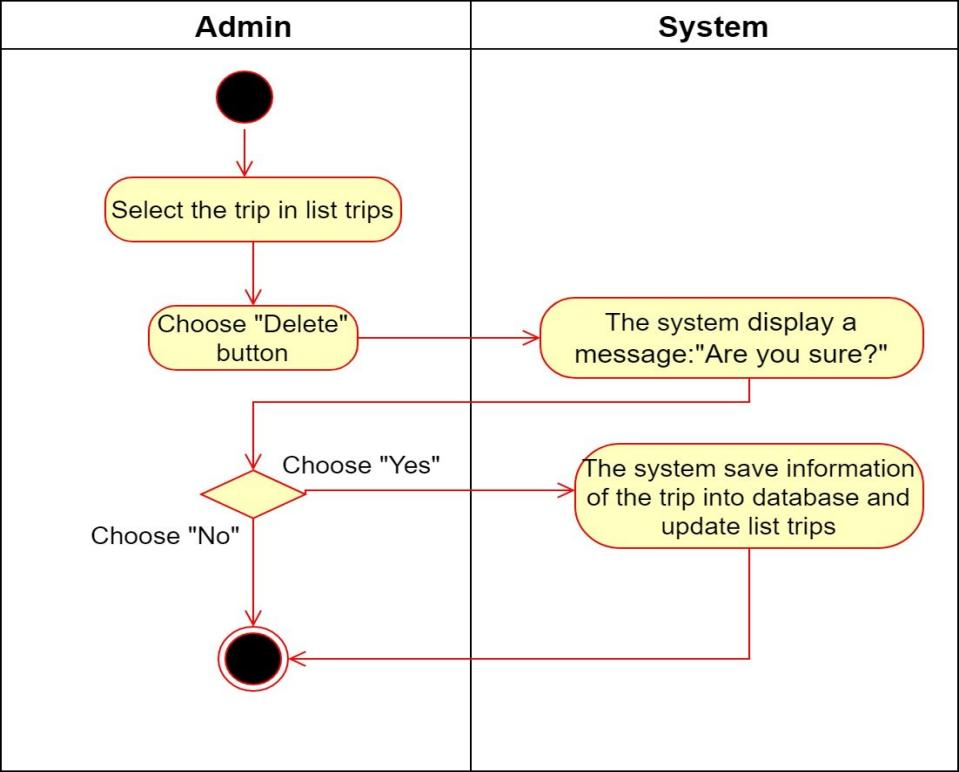 Admin
System
Select the trip in list trips
Choose "Delete"
button
The system display a
message:"Are you sure?"
Choose "Yes"
The system save information
of the trip into database and
update list trips
Choose "No"